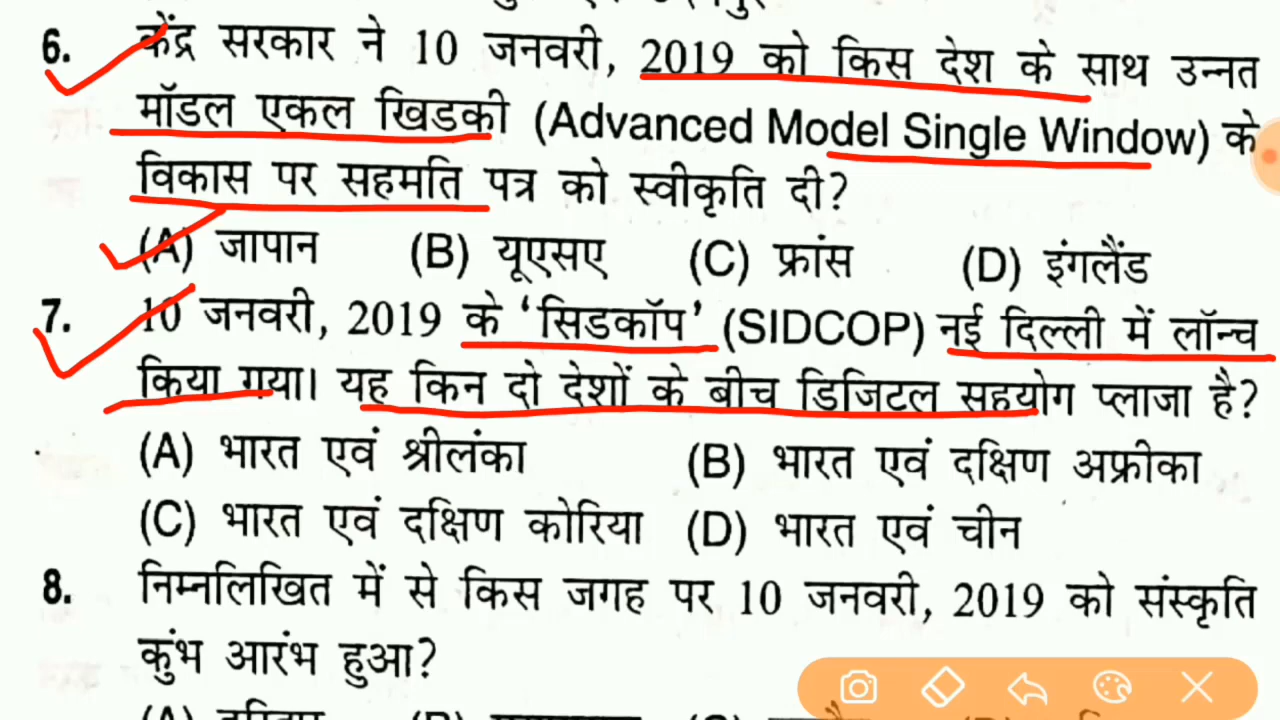 6. केंद्र सरकार ने 10 जनवरी, 2019 को किस देश के साथ उन्नत
मॉडल एकल खिडकी (Advanced Model Single Window) के
विकास पर सहमति पत्र को स्वीकृति दी?
(A) जापान (B) यूएसए (C) फ्रांस (D) इंगलैंड
7. 10 जनवरी, 2019 के ‘सिडकॉप’ (SIDCOP) नई दिल्ली में लॉन्च
किया गया। यह किन दो देशों के बीच डिजिटल सहयोग प्लाजा है?
(A) भारत एवं श्रीलंका (B) भारत एवं दक्षिण अफ्रीका
(C) भारत एवं दक्षिण कोरिया (D) भारत एवं चीन
8. निम्नलिखित में से किस जगह पर 10 जनवरी, 2019 को संस्कृति
कुंभ आरंभ हुआ?